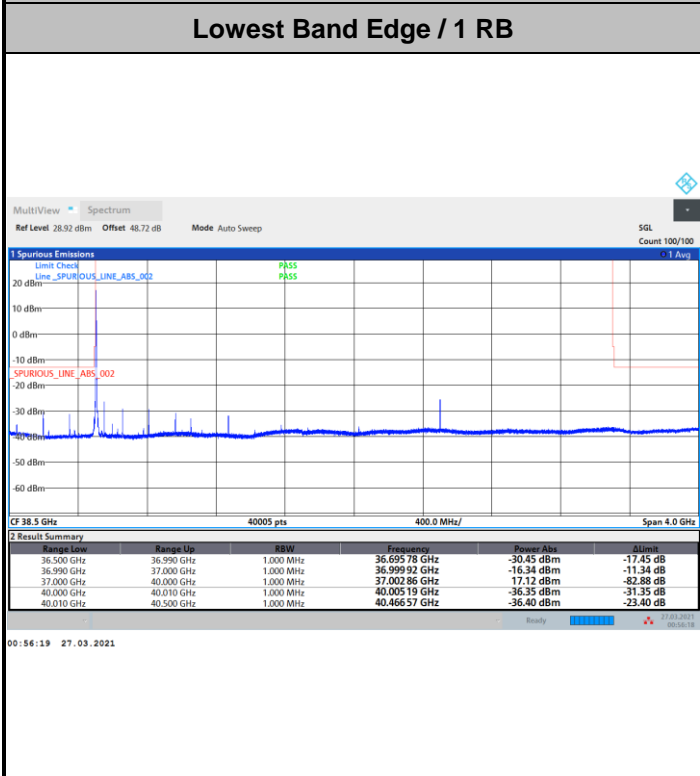 Lowest Band Edge / 1 RB
MultiView Spectrum
Ref Level 28.92 dBm Offset 48.72 dB Mode Auto Sweep SGL
Count 100/100
1 Spurious Emissions 1 Avg
Limit Check PASS
Line _SPURIOUS_LINE_ABS_002 PASS
20 dBm
10 dBm
0 dBm
-10 dBm
_SPURIOUS_LINE_ABS_002
-20 dBm
-30 dBm
-40 dBm
-50 dBm
-60 dBm
CF 38.5 GHz 40005 pts 400.0 MHz/ Span 4.0 GHz
2 Result Summary
Range Low Range Up RBW Frequency Power Abs ΔLimit
36.500 GHz 36.990 GHz 1.000 MHz 36.695 78 GHz -30.45 dBm -17.45 dB
36.990 GHz 37.000 GHz 1.000 MHz 36.999 92 GHz -16.34 dBm -11.34 dB
37.000 GHz 40.000 GHz 1.000 MHz 37.002 86 GHz 17.12 dBm -82.88 dB
40.000 GHz 40.010 GHz 1.000 MHz 40.005 19 GHz -36.35 dBm -31.35 dB
40.010 GHz 40.500 GHz 1.000 MHz 40.466 57 GHz -36.40 dBm -23.40 dB
Ready 27.03.2021
00:56:18
00:56:19 27.03.2021